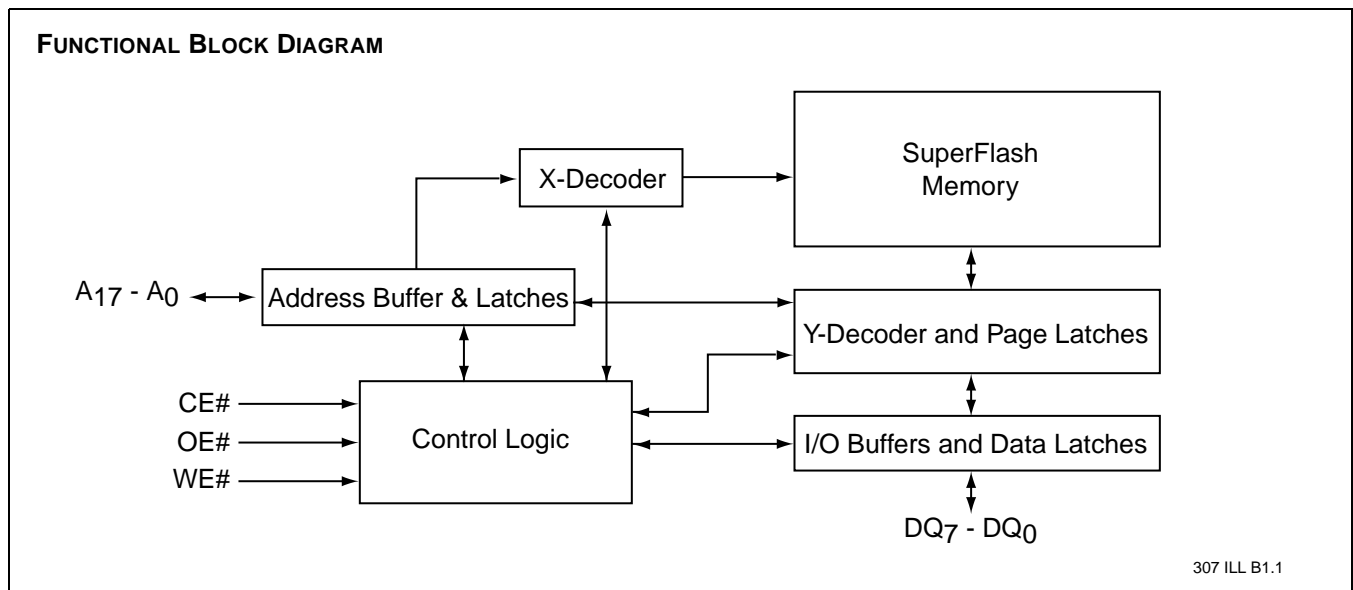 FUNCTIONAL BLOCK DIAGRAM
SuperFlash
Memory
X-Decoder
A17 - A0
Address Buffer & Latches
Y-Decoder and Page Latches
CE#
OE#
WE#
Control Logic
I/O Buffers and Data Latches
DQ7 - DQ0
307 ILL B1.1